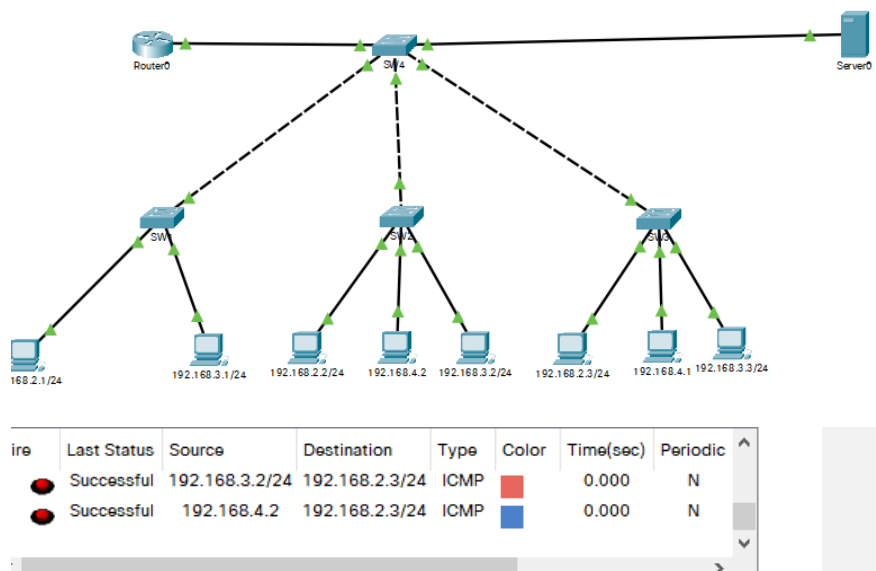 Router0
SW4
Server0
SW1
SW2
SW3
168.2.1/24
192.168.3.1/24
192.168.2.2/24
192.168.4.2
192.168.3.2/24
192.168.2.3/24
192.168.4.1
192.168.3.3/24
ire Last Status Source Destination Type Color Time(sec) Periodic
Successful 192.168.3.2/24 192.168.2.3/24 ICMP 0.000 N
Successful 192.168.4.2 192.168.2.3/24 ICMP 0.000 N